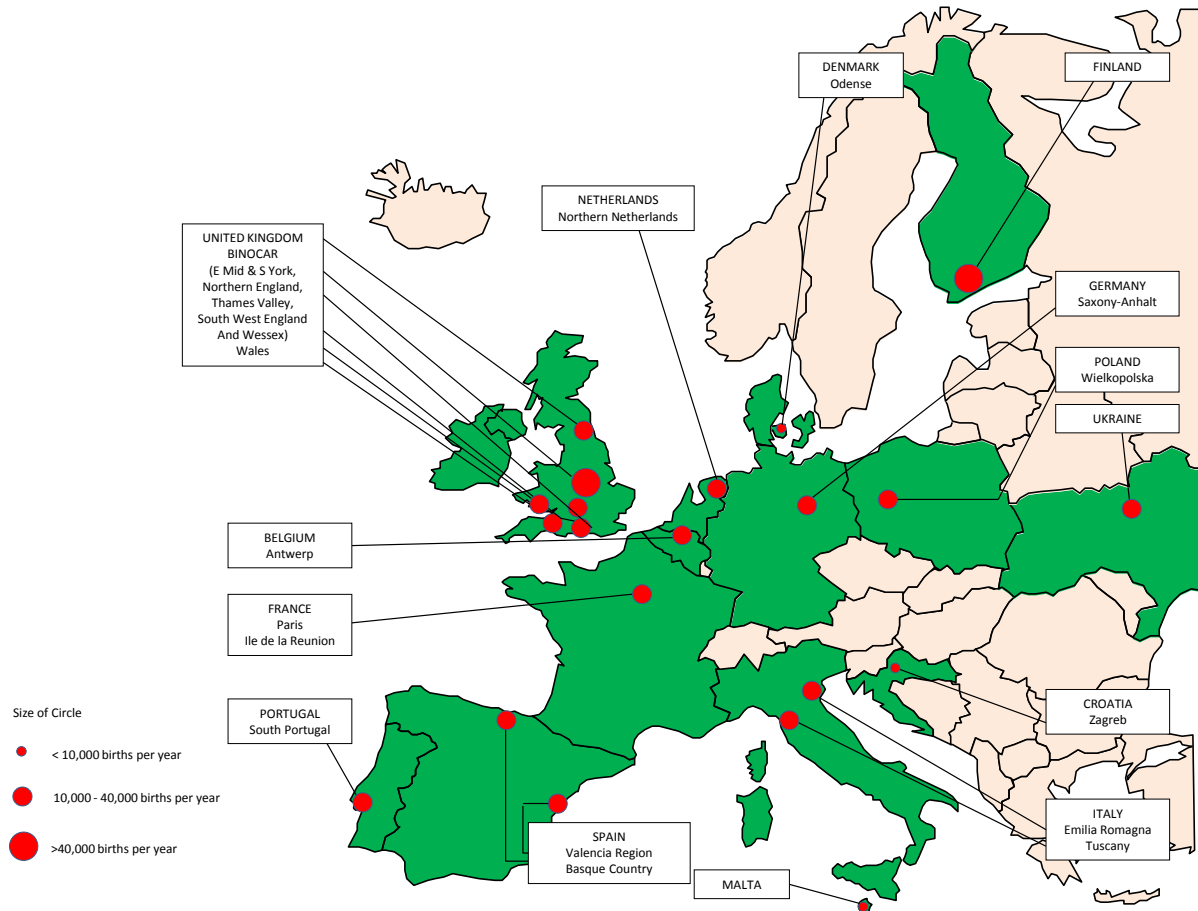 DENMARK
Odense
FINLAND
NETHERLANDS
Northern Netherlands
UNITED KINGDOM
BINOCAR
(E Mid & S York,
Northern England,
Thames Valley,
South West England
And Wessex)
Wales
GERMANY
Saxony-Anhalt
POLAND
Wielkopolska
UKRAINE
BELGIUM
Antwerp
FRANCE
Paris
Ile de la Reunion
PORTUGAL
South Portugal
CROATIA
Zagreb
ITALY
Emilia Romagna
Tuscany
SPAIN
Valencia Region
Basque Country
MALTA
Size of Circle
< 10,000 births per year
10,000 - 40,000 births per year
>40,000 births per year